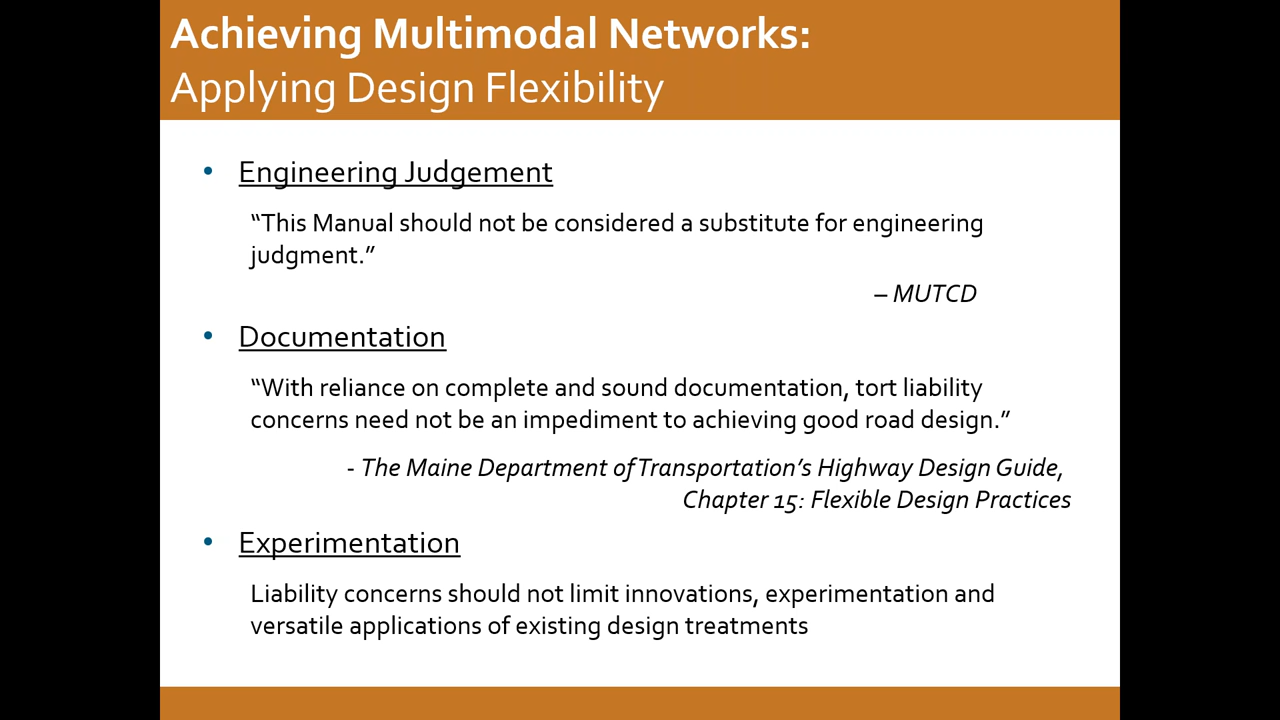 Achieving Multimodal Networks:
Applying Design Flexibility
• Engineering Judgement
“This Manual should not be considered a substitute for engineering
judgment.”
– MUTCD
• Documentation
“With reliance on complete and sound documentation, tort liability
concerns need not be an impediment to achieving good road design.”
- The Maine Department of Transportation’s Highway Design Guide,
Chapter 15: Flexible Design Practices
• Experimentation
Liability concerns should not limit innovations, experimentation and
versatile applications of existing design treatments